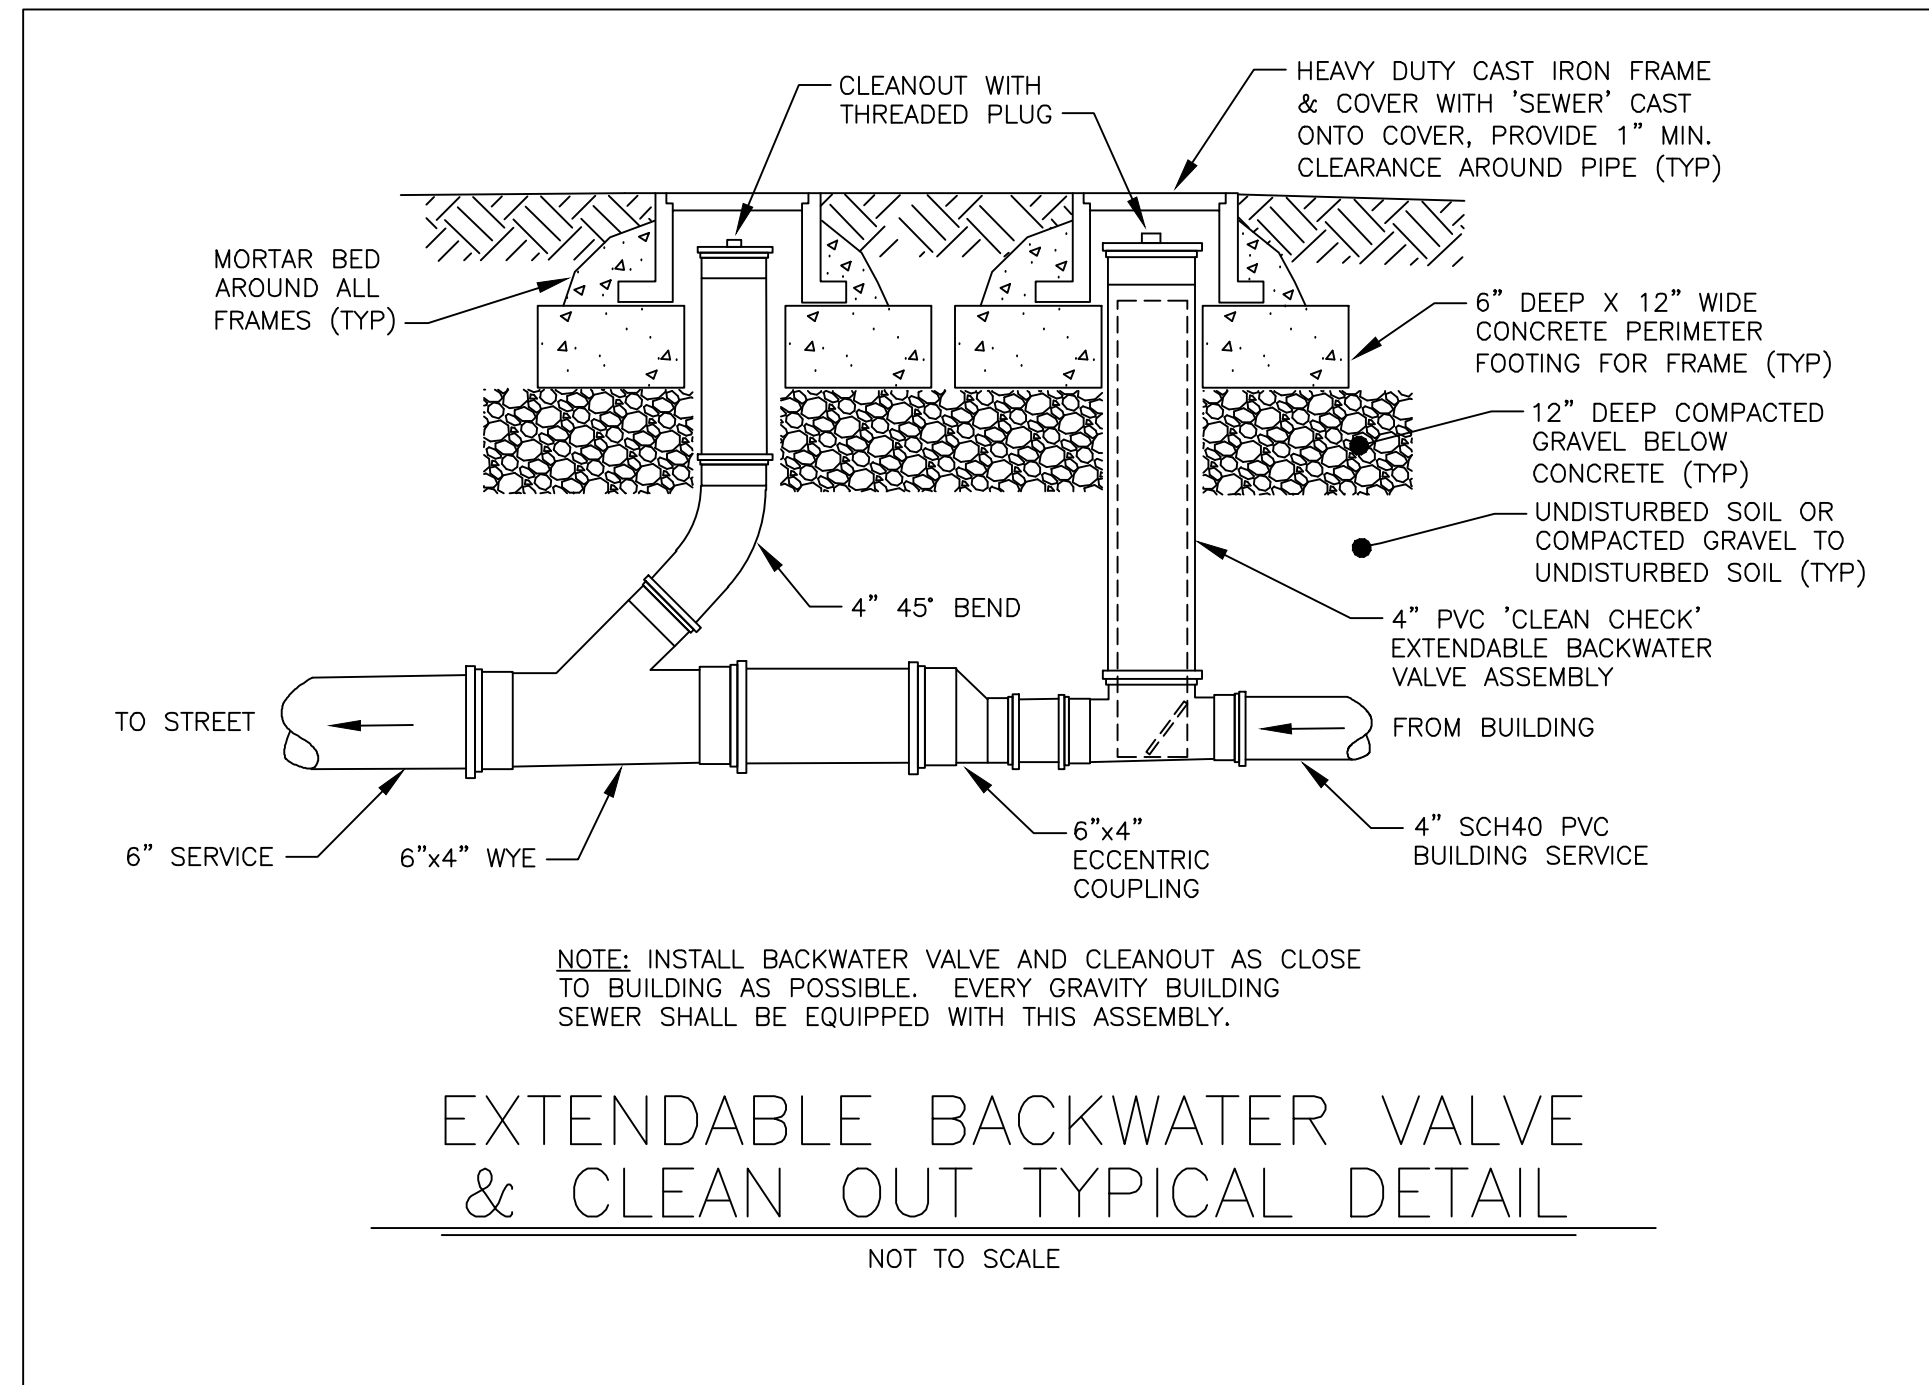 CLEANOUT WITH
THREADED PLUG
HEAVY DUTY CAST IRON FRAME
& COVER WITH 'SEWER' CAST
ONTO COVER, PROVIDE 1" MIN.
CLEARANCE AROUND PIPE (TYP)
MORTAR BED
AROUND ALL
FRAMES (TYP)
6" DEEP X 12" WIDE
CONCRETE PERIMETER
FOOTING FOR FRAME (TYP)
12" DEEP COMPACTED
GRAVEL BELOW
CONCRETE (TYP)
UNDISTURBED SOIL OR
COMPACTED GRAVEL TO
UNDISTURBED SOIL (TYP)
4" 45° BEND
4" PVC 'CLEAN CHECK'
EXTENDABLE BACKWATER
VALVE ASSEMBLY
TO STREET
FROM BUILDING
6" SERVICE
6"x4" WYE
6"x4"
ECCENTRIC
COUPLING
4" SCH40 PVC
BUILDING SERVICE
NOTE: INSTALL BACKWATER VALVE AND CLEANOUT AS CLOSE
TO BUILDING AS POSSIBLE. EVERY GRAVITY BUILDING
SEWER SHALL BE EQUIPPED WITH THIS ASSEMBLY.
EXTENDABLE BACKWATER VALVE
& CLEAN OUT TYPICAL DETAIL
NOT TO SCALE